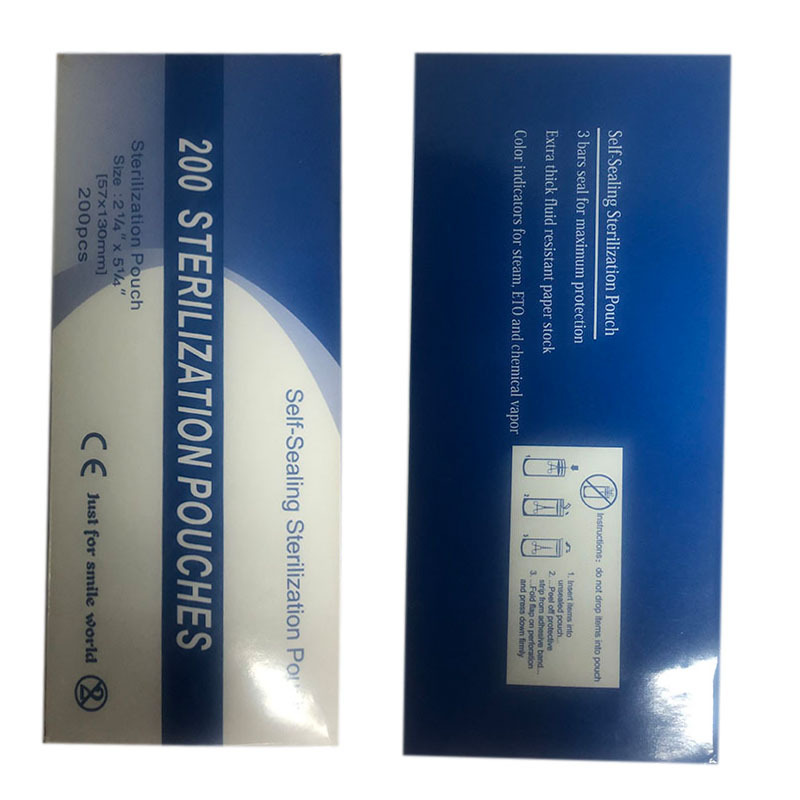 200 STERILIZATION POUCHES
Sterilization Pouch
Size : 2¼" x 5¼"
[57x130mm]
200pcs
Self-Sealing Sterilization
CE Just for smile world
Self-Sealing Sterilization Pouch
3 bars seal for maximum protection
Extra thick fluid resistant paper stock
Color indicators for steam, ETO and chemical vapor
Instructions: do not drop items into pouch
1. Insert items into
unsealed pouch...
2. ...Peel off protective
strip from adhesive band...
3. ...Fold flap on perforation
and press down firmly
1
2
3